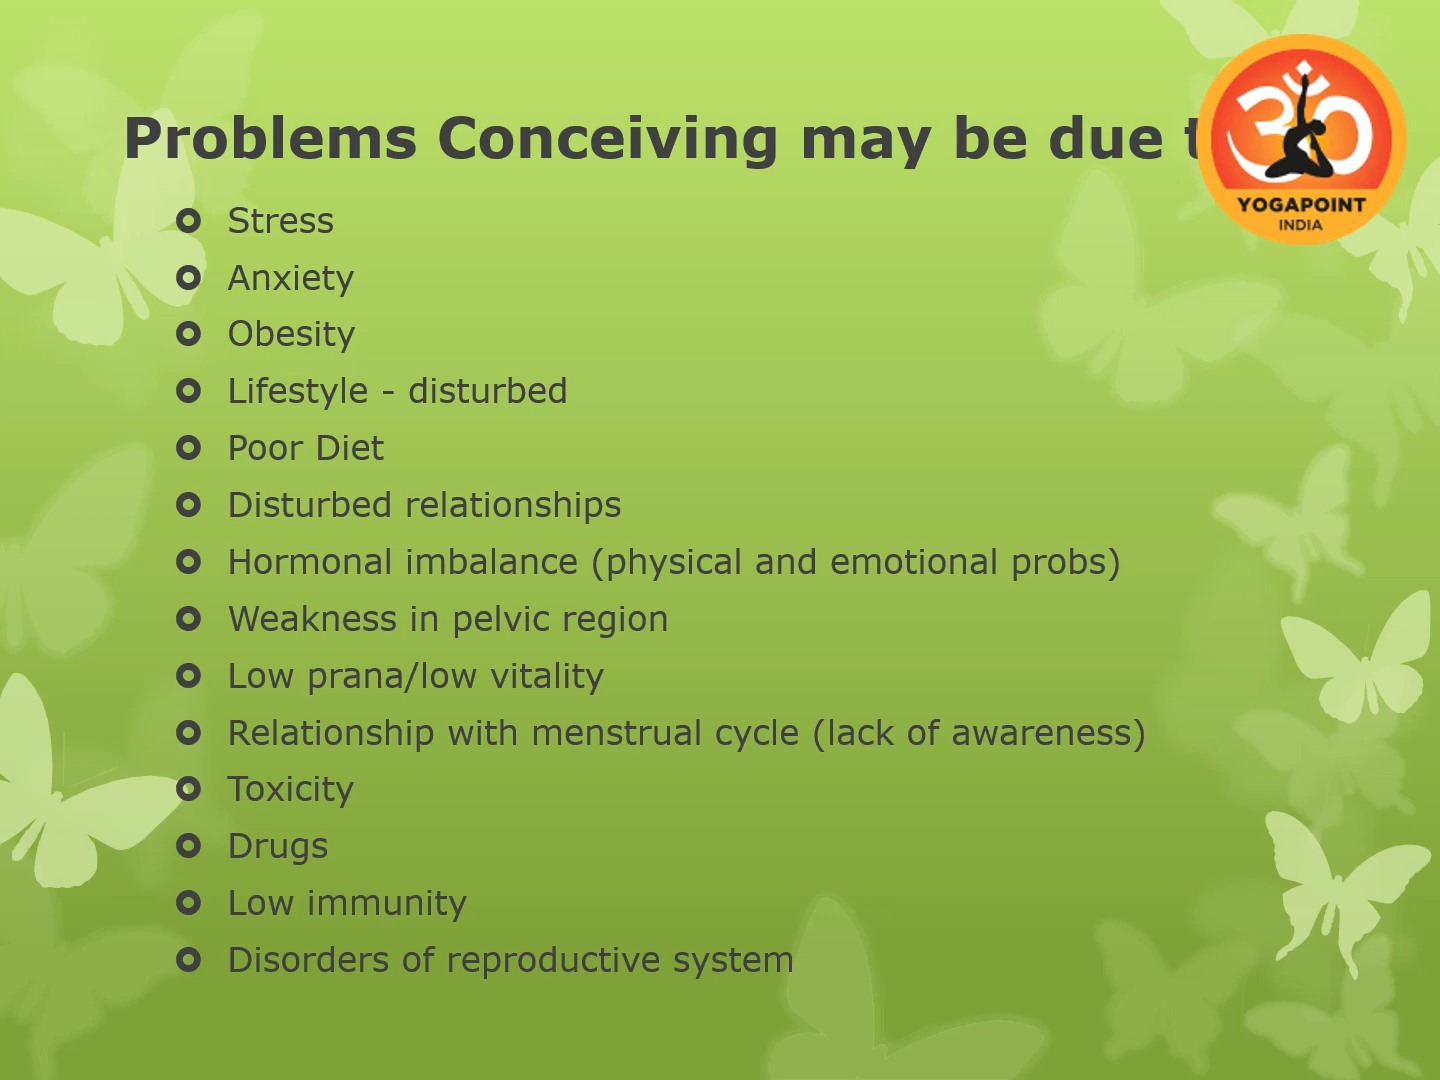 Problems Conceiving may be due
Stress
Anxiety
Obesity
Lifestyle - disturbed
Poor Diet
Disturbed relationships
Hormonal imbalance (physical and emotional probs)
Weakness in pelvic region
Low prana/low vitality
Relationship with menstrual cycle (lack of awareness)
Toxicity
Drugs
Low immunity
Disorders of reproductive system
ॐ
YOGAPOINT
INDIA